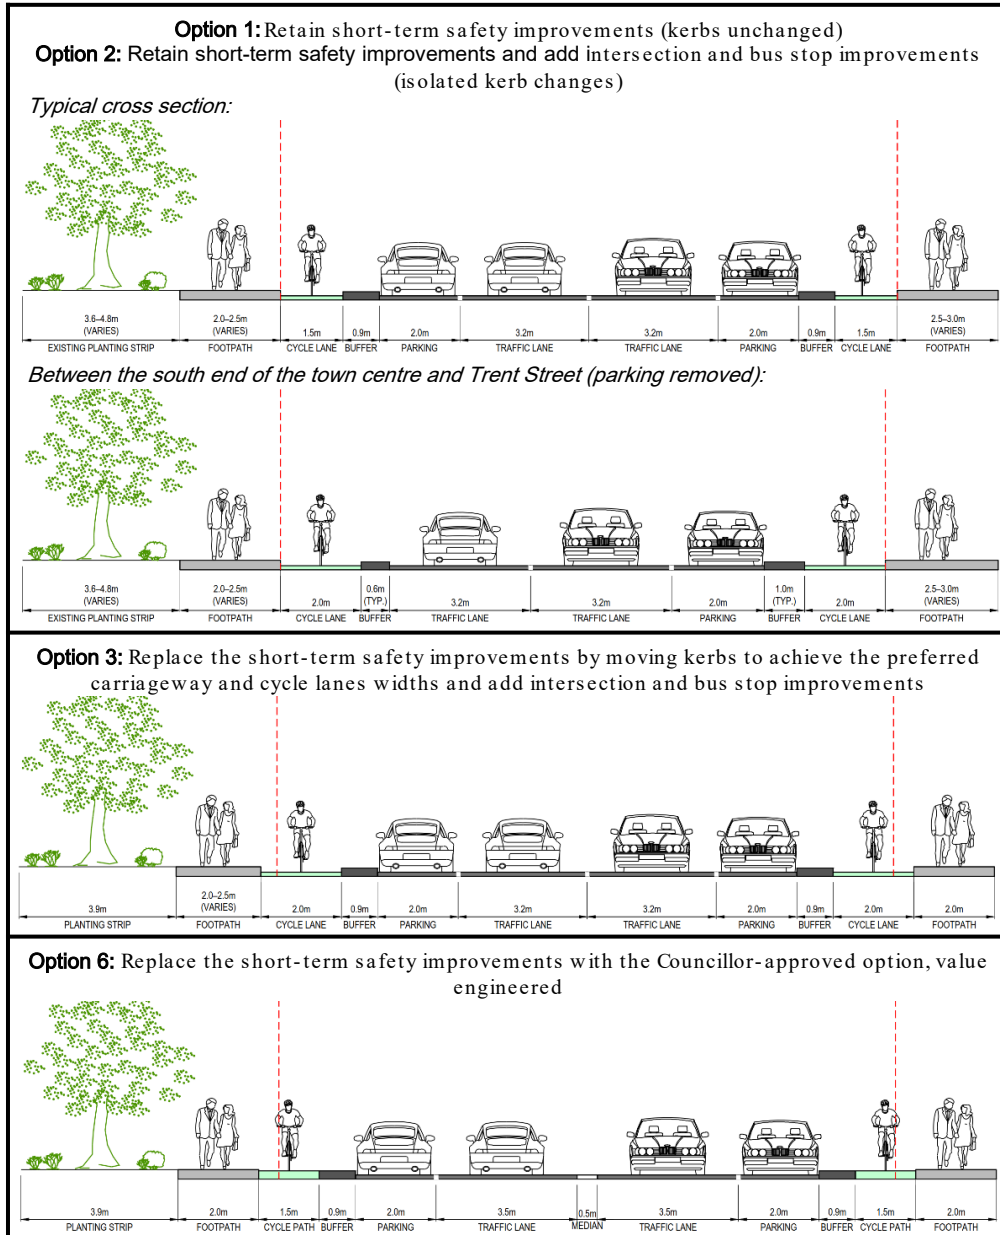 Option 1: Retain short-term safety improvements (kerbs unchanged)
Option 2: Retain short-term safety improvements and add intersection and bus stop improvements
(isolated kerb changes)
Typical cross section:
3.6–4.8m 2.0–2.5m 1.5m 0.9m 2.0m 3.2m 3.2m 2.0m 0.9m 1.5m 2.5–3.0m
(VARIES) (VARIES) (VARIES)
EXISTING PLANTING STRIP FOOTPATH CYCLE LANE BUFFER PARKING TRAFFIC LANE TRAFFIC LANE PARKING BUFFER CYCLE LANE FOOTPATH
Between the south end of the town centre and Trent Street (parking removed):
3.6–4.8m 2.0–2.5m 2.0m 0.6m 3.2m 3.2m 2.0m 1.0m 2.0m 2.5–3.0m
(VARIES) (VARIES) (TYP.) (TYP.) (VARIES)
EXISTING PLANTING STRIP FOOTPATH CYCLE LANE BUFFER TRAFFIC LANE TRAFFIC LANE PARKING BUFFER CYCLE LANE FOOTPATH
Option 3: Replace the short-term safety improvements by moving kerbs to achieve the preferred
carriageway and cycle lanes widths and add intersection and bus stop improvements
3.9m 2.0–2.5m 2.0m 0.9m 2.0m 3.2m 3.2m 2.0m 0.9m 2.0m 2.0m
(VARIES)
PLANTING STRIP FOOTPATH CYCLE LANE BUFFER PARKING TRAFFIC LANE TRAFFIC LANE PARKING BUFFER CYCLE LANE FOOTPATH
Option 6: Replace the short-term safety improvements with the Councillor-approved option, value
engineered
3.9m 2.0m 1.5m 0.9m 2.0m 3.5m 0.5m 3.5m 2.0m 0.9m 1.5m 2.0m
PLANTING STRIP FOOTPATH CYCLE PATH BUFFER PARKING TRAFFIC LANE MEDIAN TRAFFIC LANE PARKING BUFFER CYCLE PATH FOOTPATH